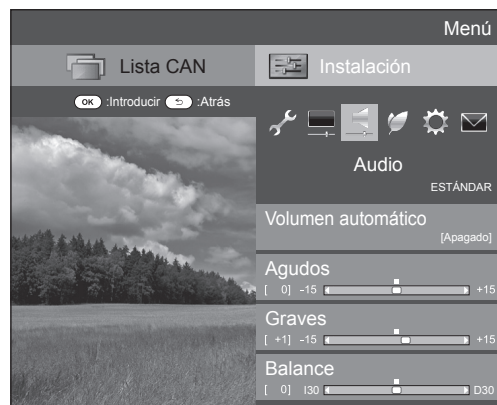 Menú
Lista CAN
Instalación
OK :Introducir :Atrás
Audio
ESTÁNDAR
Volumen automático
[Apagado]
Agudos
[ 0] -15 +15
Graves
[ +1] -15 +15
Balance
[ 0] I30 D30